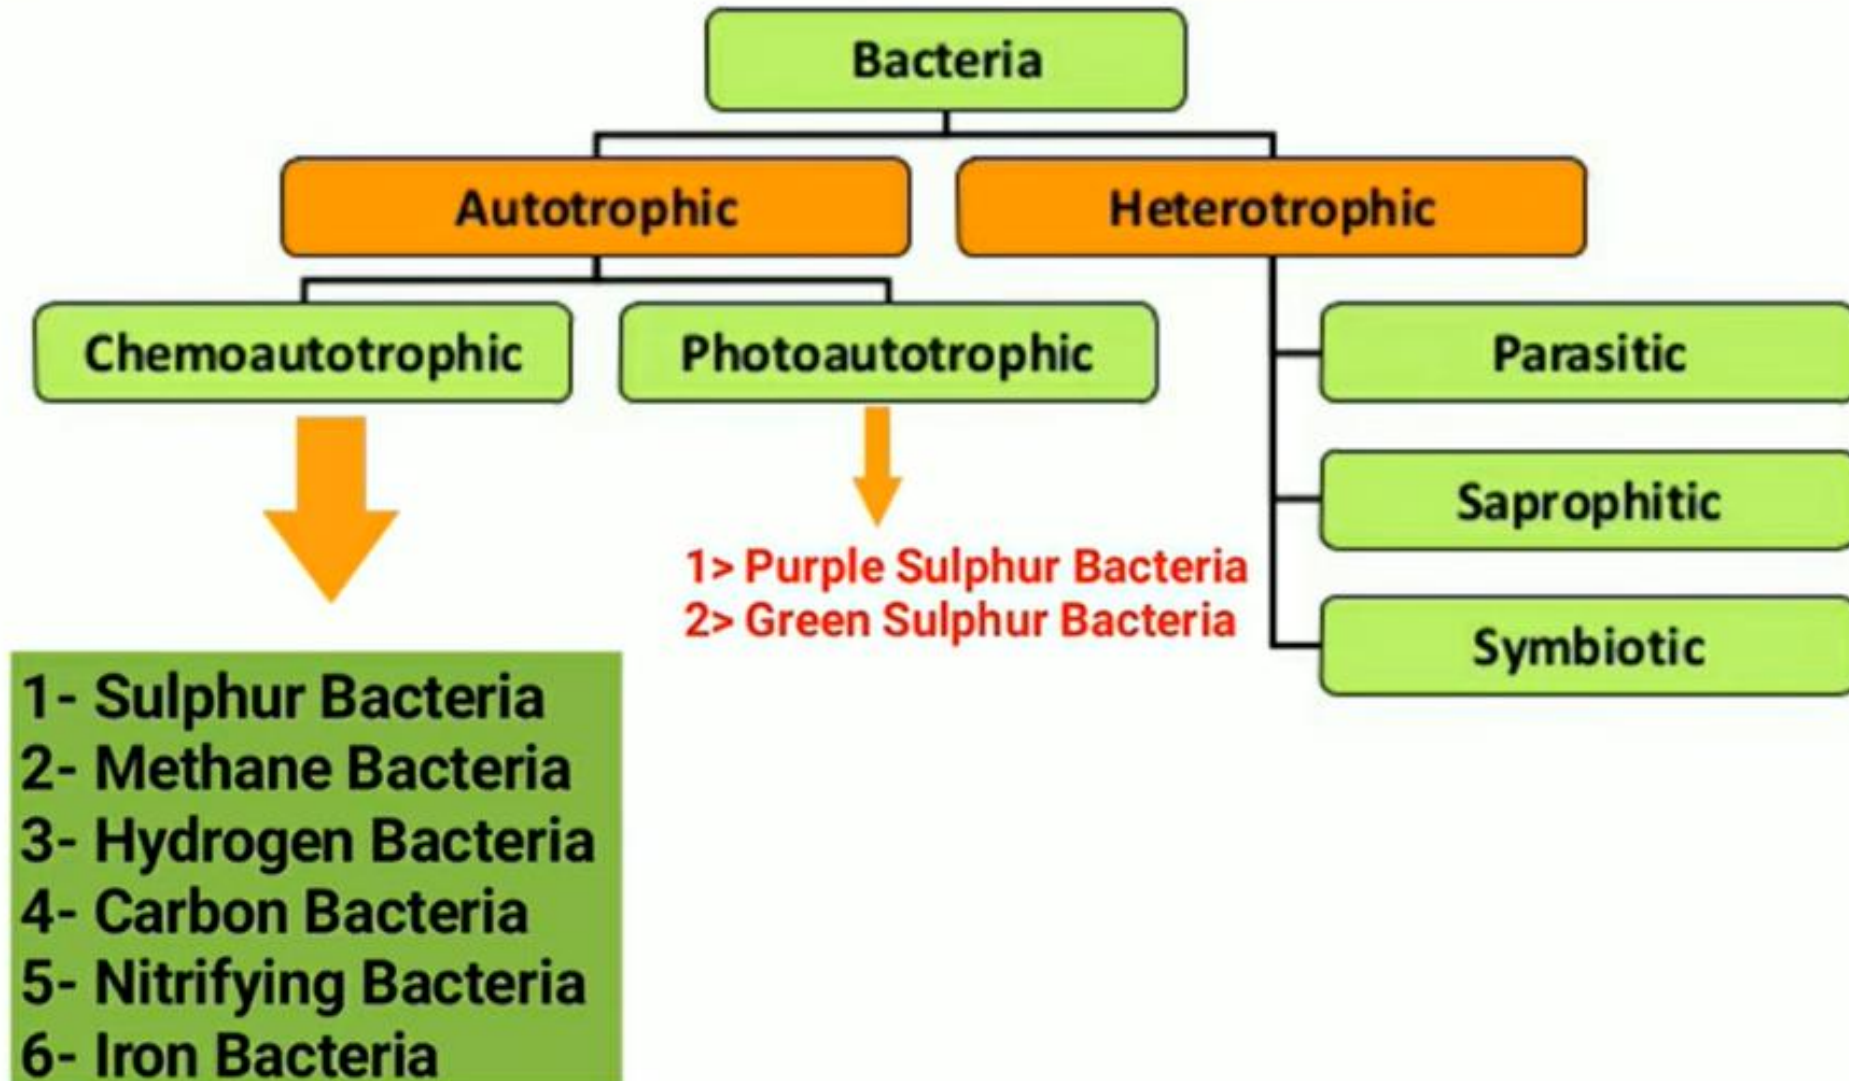 Bacteria
Autotrophic
Heterotrophic
Chemoautotrophic
Photoautotrophic
Parasitic
Saprophitic
Symbiotic
1> Purple Sulphur Bacteria
2> Green Sulphur Bacteria
1- Sulphur Bacteria
2- Methane Bacteria
3- Hydrogen Bacteria
4- Carbon Bacteria
5- Nitrifying Bacteria
6- Iron Bacteria